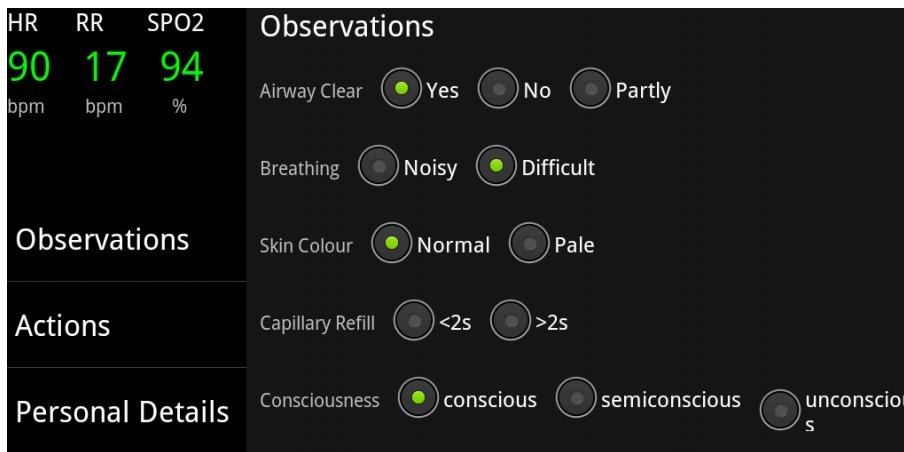 HR RR SPO2
90 17 94
bpm bpm %
Observations
Actions
Personal Details
Observations
Airway Clear Yes No Partly
Breathing Noisy Difficult
Skin Colour Normal Pale
Capillary Refill <2s >2s
Consciousness conscious semiconscious unconsciou
s